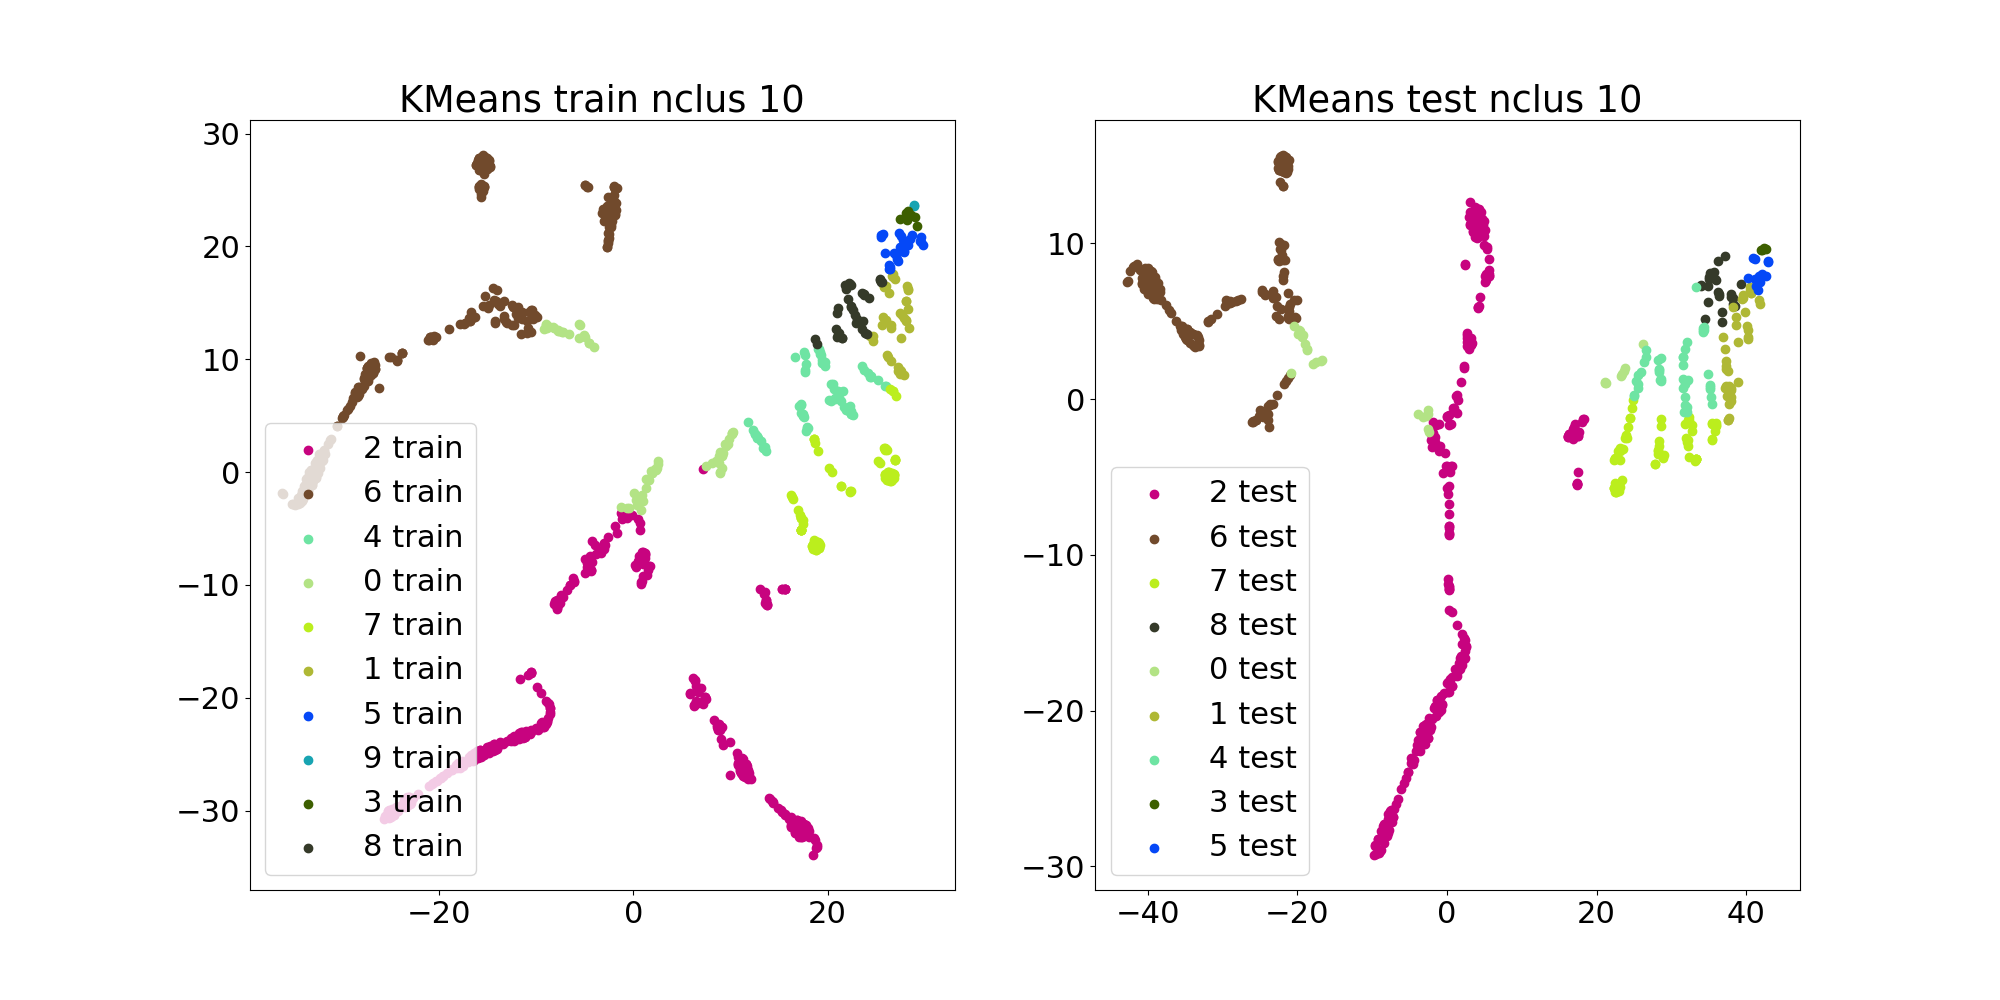 KMeans train nclus 10
30
20
10
0
−10
−20
−30
−20
0
20
2 train
6 train
4 train
0 train
7 train
1 train
5 train
9 train
3 train
8 train
KMeans test nclus 10
10
0
−10
−20
−30
−40
−20
0
20
40
2 test
6 test
7 test
8 test
0 test
1 test
4 test
3 test
5 test